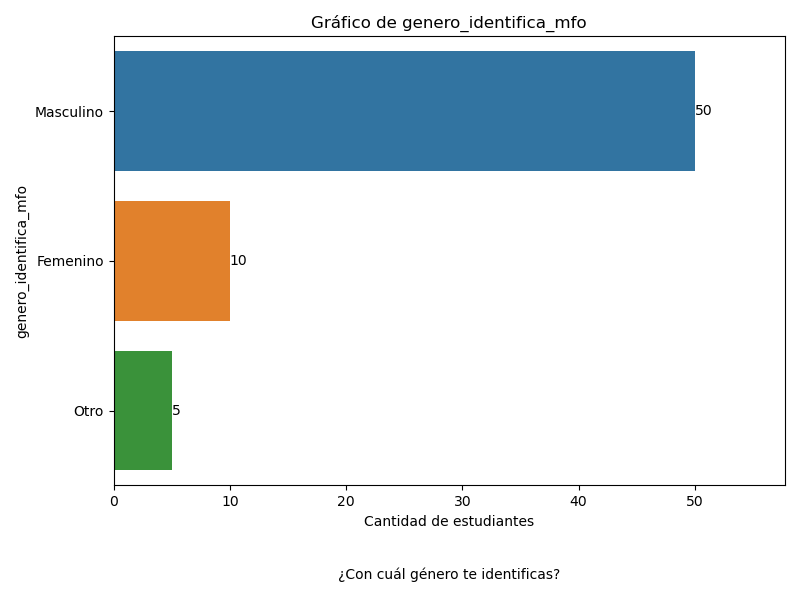 Gráfico de genero_identifica_mfo
genero_identifica_mfo
Masculino
50
Femenino
10
Otro
5
0 10 20 30 40 50
Cantidad de estudiantes
¿Con cuál género te identificas?